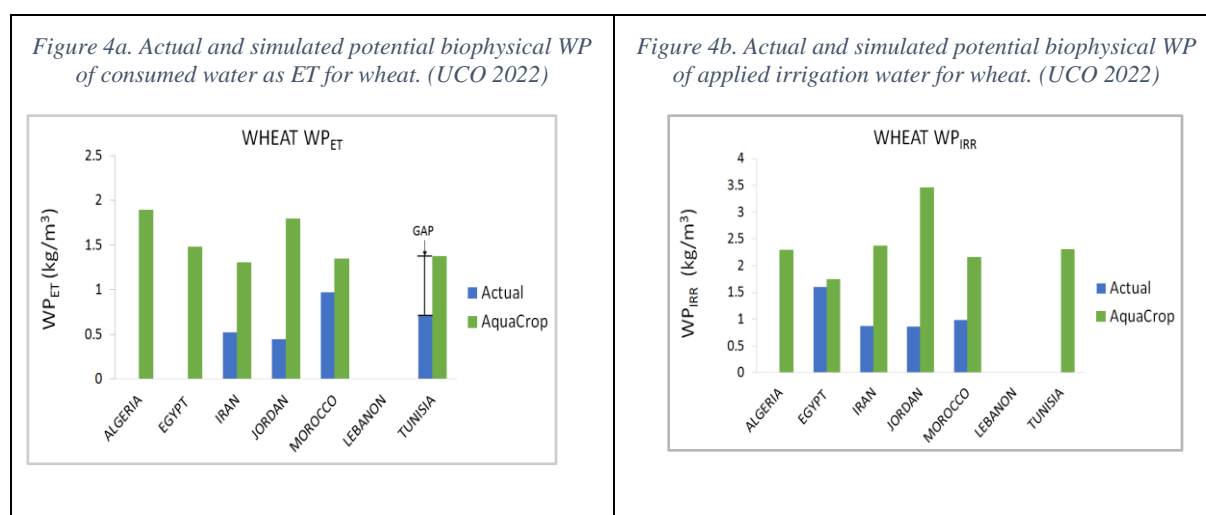 Figure 4a. Actual and simulated potential biophysical WP
of consumed water as ET for wheat. (UCO 2022)
WHEAT WP_ET
2.5
2
1.5
1
0.5
0
WP_ET (kg/m³)
GAP
Actual
AquaCrop
ALGERIA
EGYPT
IRAN
JORDAN
MOROCCO
LEBANON
TUNISIA
Figure 4b. Actual and simulated potential biophysical WP
of applied irrigation water for wheat. (UCO 2022)
WHEAT WP_IRR
4
3.5
3
2.5
2
1.5
1
0.5
0
WP_IRR (kg/m³)
Actual
AquaCrop
ALGERIA
EGYPT
IRAN
JORDAN
MOROCCO
LEBANON
TUNISIA